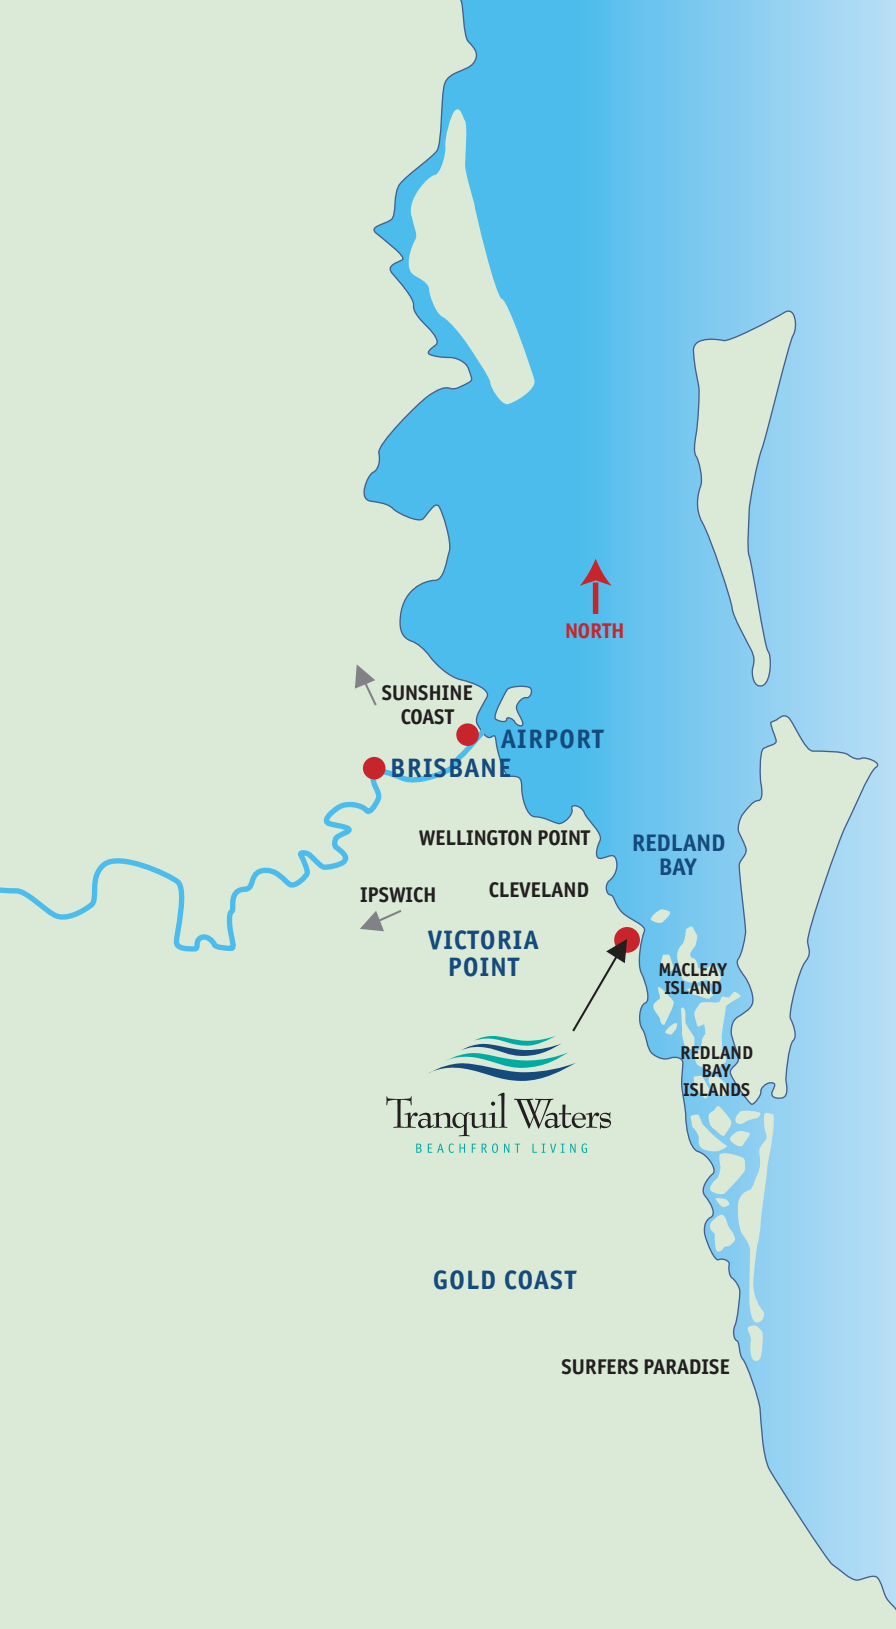 NORTH
SUNSHINE
COAST
AIRPORT
BRISBANE
WELLINGTON POINT
REDLAND
BAY
CLEVELAND
IPSWICH
VICTORIA
POINT
MACLEAY
ISLAND
REDLAND
BAY
ISLANDS
Tranquil Waters
BEACHFRONT LIVING
GOLD COAST
SURFERS PARADISE